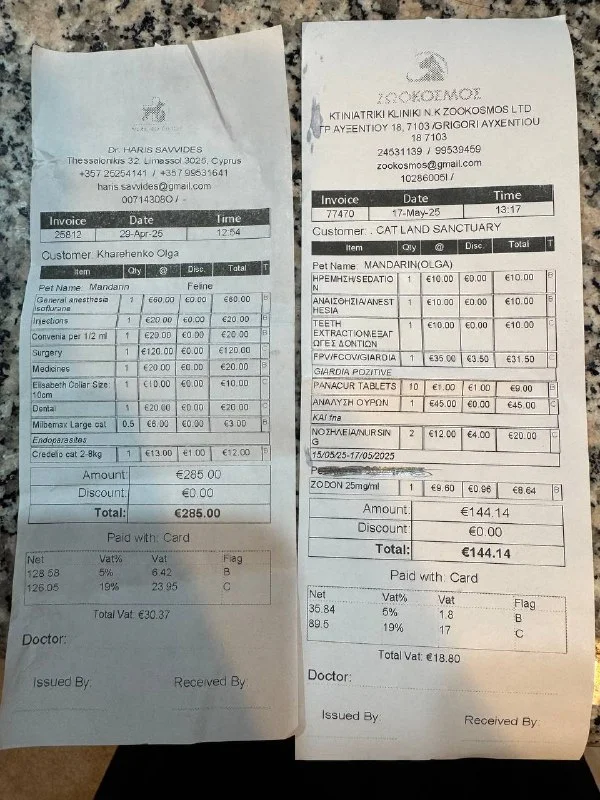 Dr. HARIS SAVVIDES
Thessalonikis 32, Limassol 3025, Cyprus
+357 25254141 / +357 99531641
haris.savvides@gmail.com
00714308O / -
Invoice Date Time
25812 29-Apr-25 12:54
Customer Kharehenko Olga
Item Qty @ Disc. Total T
Pet Name: Mandarin Feline
General anesthesia isoflurane 1 €60.00 €0.00 €60.00 B
Injections 1 €20.00 €0.00 €20.00 B
Convenia per 1/2 ml 1 €20.00 €0.00 €20.00 B
Surgery 1 €120.00 €0.00 €120.00 C
Medicines 1 €20.00 €0.00 €20.00 B
Elisabeth Collar Size: 10cm 1 €10.00 €0.00 €10.00 C
Dental 1 €20.00 €0.00 €20.00 C
Milbemax Large cat 0.5 €6.00 €0.00 €3.00 B
Endoparasites
Credelio cat 2-8kg 1 €13.00 €1.00 €12.00 B
Amount: €285.00
Discount: €0.00
Total: €285.00
Paid with: Card
Net Vat% Vat Flag
128.58 5% 6.42 B
126.05 19% 23.95 C
Total Vat: €30.37
Doctor:
Issued By: Received By:
ΖΩΟΚΟΣΜΟΣ
KTINIATRIKI KLINIKI N.K ZOOKOSMOS LTD
ΓΡ ΑΥΞΕΝΤΙΟΥ 18, 7103 /GRIGORI AYXENTIOU
18 7103
24531139 / 99539459
zookosmos@gmail.com
10286005I /
Invoice Date Time
77470 17-May-25 13:17
Customer: . CAT LAND SANCTUARY
Item Qty @ Disc. Total T
Pet Name: MANDARIN(OLGA)
ΗΡΕΜΗΣΗ/SEDATION 1 €10.00 €0.00 €10.00 B
ΑΝΑΙΣΘΗΣΙΑ/ANESTHESIA 1 €10.00 €0.00 €10.00 B
TEETH EXTRACTION/ΕΞΑΓΩΓΕΣ ΔΟΝΤΙΩΝ 1 €10.00 €0.00 €10.00 C
FPV/FCOV/GIARDIA 1 €35.00 €3.50 €31.50 C
GIARDIA POZITIVE
PANACUR TABLETS 10 €1.00 €1.00 €9.00 B
ΑΝΑΛΥΣΗ ΟΥΡΩΝ 1 €45.00 €0.00 €45.00 C
KAI fna
ΝΟΣΗΛΕΙΑ/NURSING 2 €12.00 €4.00 €20.00 C
15/05/25-17/05/2025
ZODON 25mg/ml 1 €9.60 €0.96 €8.64 B
Amount: €144.14
Discount: €0.00
Total: €144.14
Paid with: Card
Net Vat% Vat Flag
35.84 5% 1.8 B
89.5 19% 17 C
Total Vat: €18.80
Doctor:
Issued By: Received By: